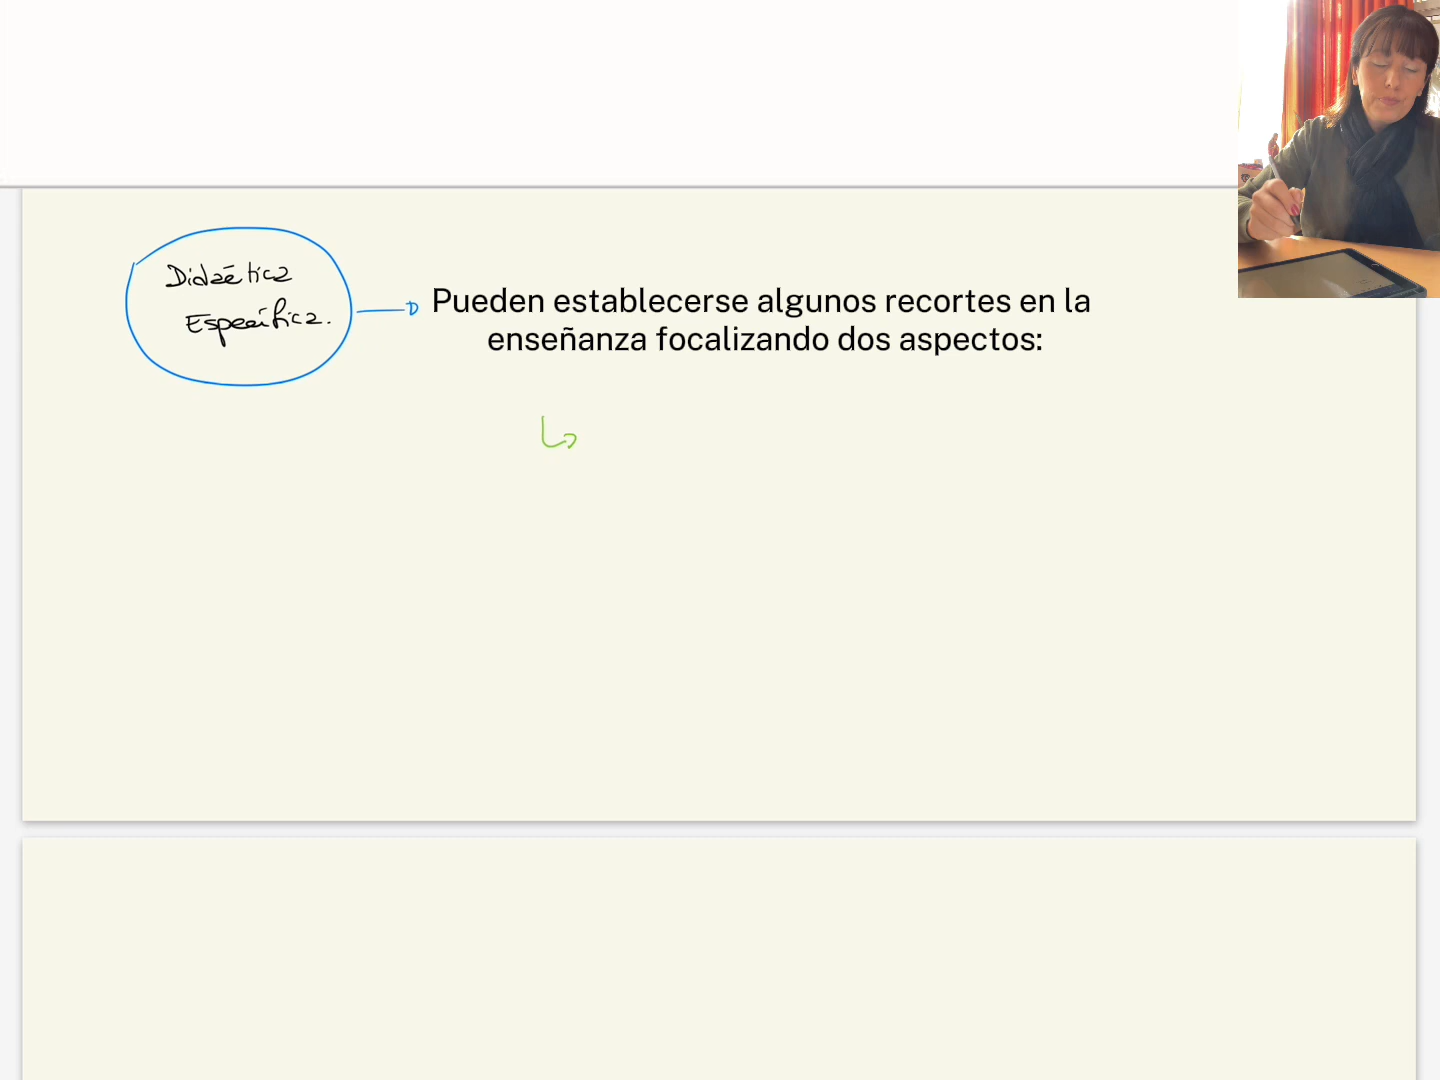 Didáctica
Específica.
Pueden establecerse algunos recortes en la
enseñanza focalizando dos aspectos: